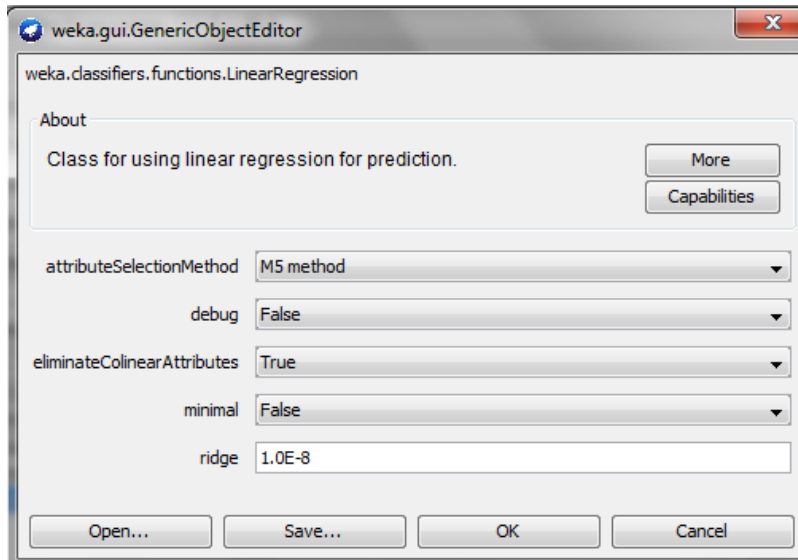 weka.gui.GenericObjectEditor
X
weka.classifiers.functions.LinearRegression
About
Class for using linear regression for prediction.
More
Capabilities
attributeSelectionMethod M5 method
debug False
eliminateColinearAttributes True
minimal False
ridge 1.0E-8
Open... Save... OK Cancel